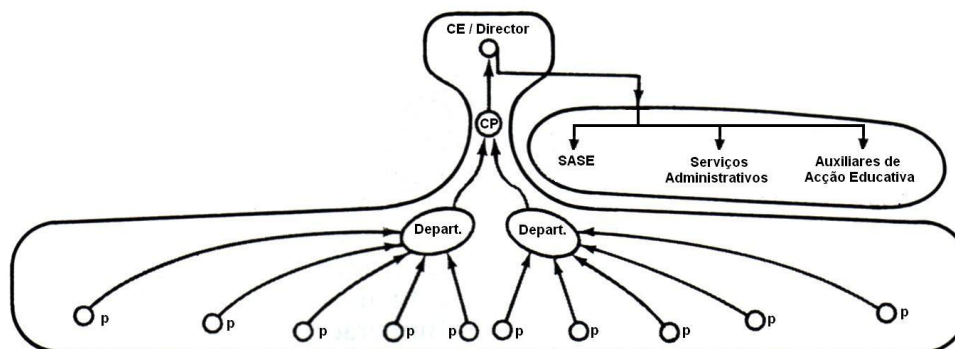 CE / Director
CP
SASE
Serviços
Administrativos
Auxiliares de
Acção Educativa
Depart.
Depart.
p
p
p
p
p
p
p
p
p
p